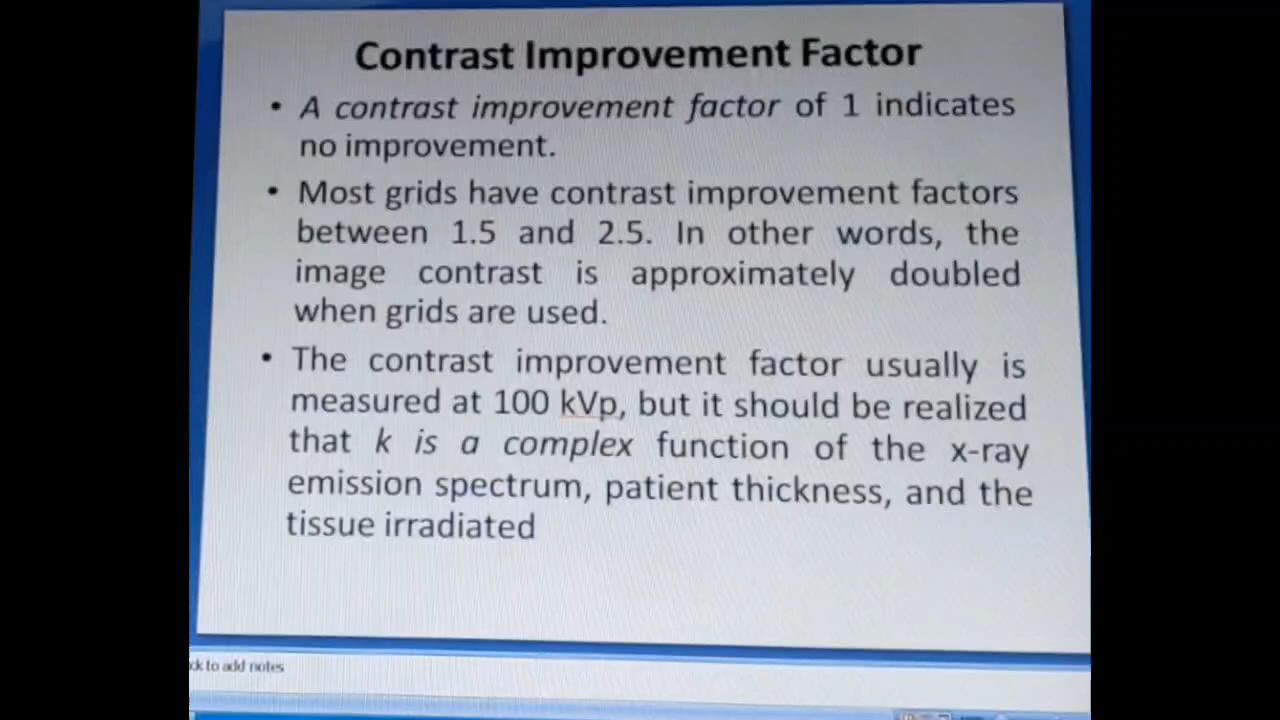 Contrast Improvement Factor
• A contrast improvement factor of 1 indicates
no improvement.
• Most grids have contrast improvement factors
between 1.5 and 2.5. In other words, the
image contrast is approximately doubled
when grids are used.
• The contrast improvement factor usually is
measured at 100 kVp, but it should be realized
that k is a complex function of the x-ray
emission spectrum, patient thickness, and the
tissue irradiated
to add notes